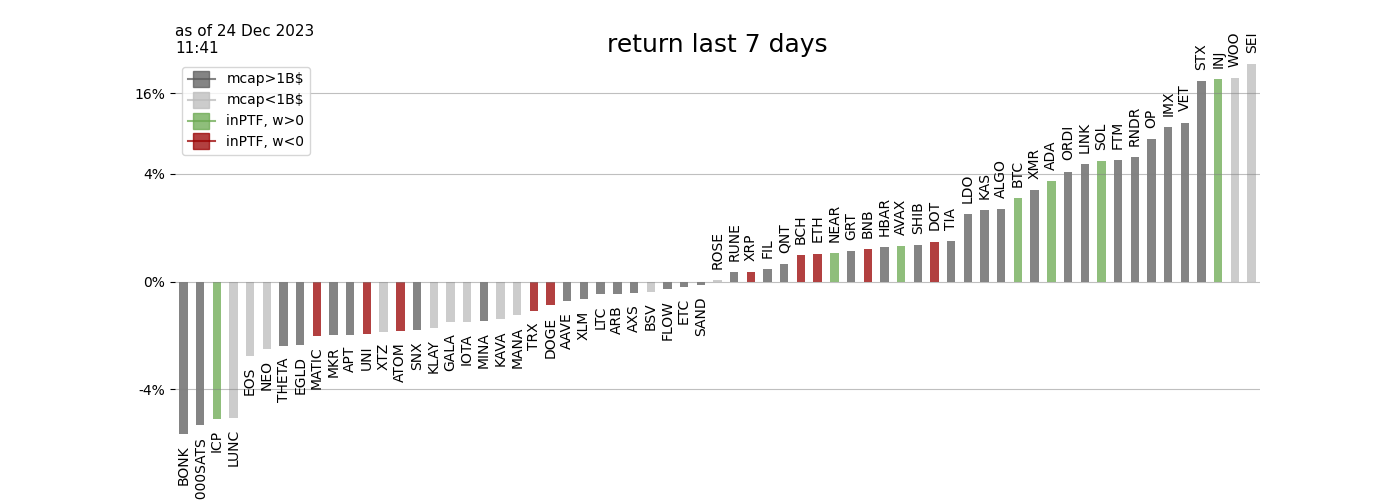 as of 24 Dec 2023
11:41
return last 7 days
mcap>1B$
mcap<1B$
inPTF, w>0
inPTF, w<0
16%
4%
0%
-4%
BONK
000SATS
ICP
LUNC
EOS
NEO
THETA
EGLD
MATIC
MKR
APT
UNI
XTZ
ATOM
SNX
KLAY
GALA
IOTA
MINA
KAVA
MANA
TRX
DOGE
AAVE
XLM
LTC
ARB
AXS
BSV
FLOW
ETC
SAND
ROSE
RUNE
XRP
FIL
QNT
BCH
ETH
NEAR
GRT
BNB
HBAR
AVAX
SHIB
DOT
TIA
LDO
KAS
ALGO
BTC
XMR
ADA
ORDI
LINK
SOL
FTM
RNDR
OP
IMX
VET
STX
INJ
WOO
SEI